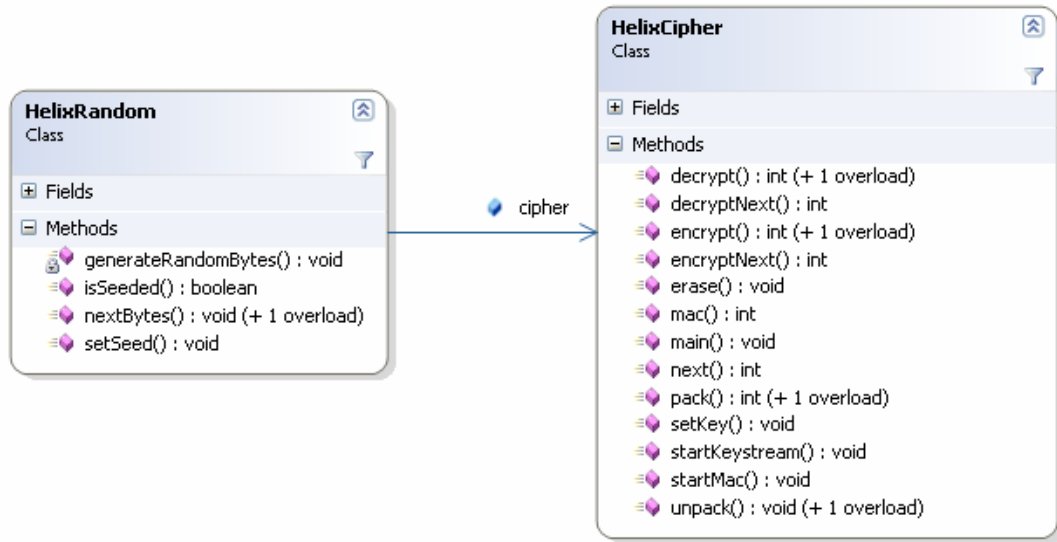 HelixRandom
Class
Fields
Methods
generateRandomBytes() : void
isSeeded() : boolean
nextBytes() : void (+ 1 overload)
setSeed() : void
cipher
HelixCipher
Class
Fields
Methods
decrypt() : int (+ 1 overload)
decryptNext() : int
encrypt() : int (+ 1 overload)
encryptNext() : int
erase() : void
mac() : int
main() : void
next() : int
pack() : int (+ 1 overload)
setKey() : void
startKeystream() : void
startMac() : void
unpack() : void (+ 1 overload)